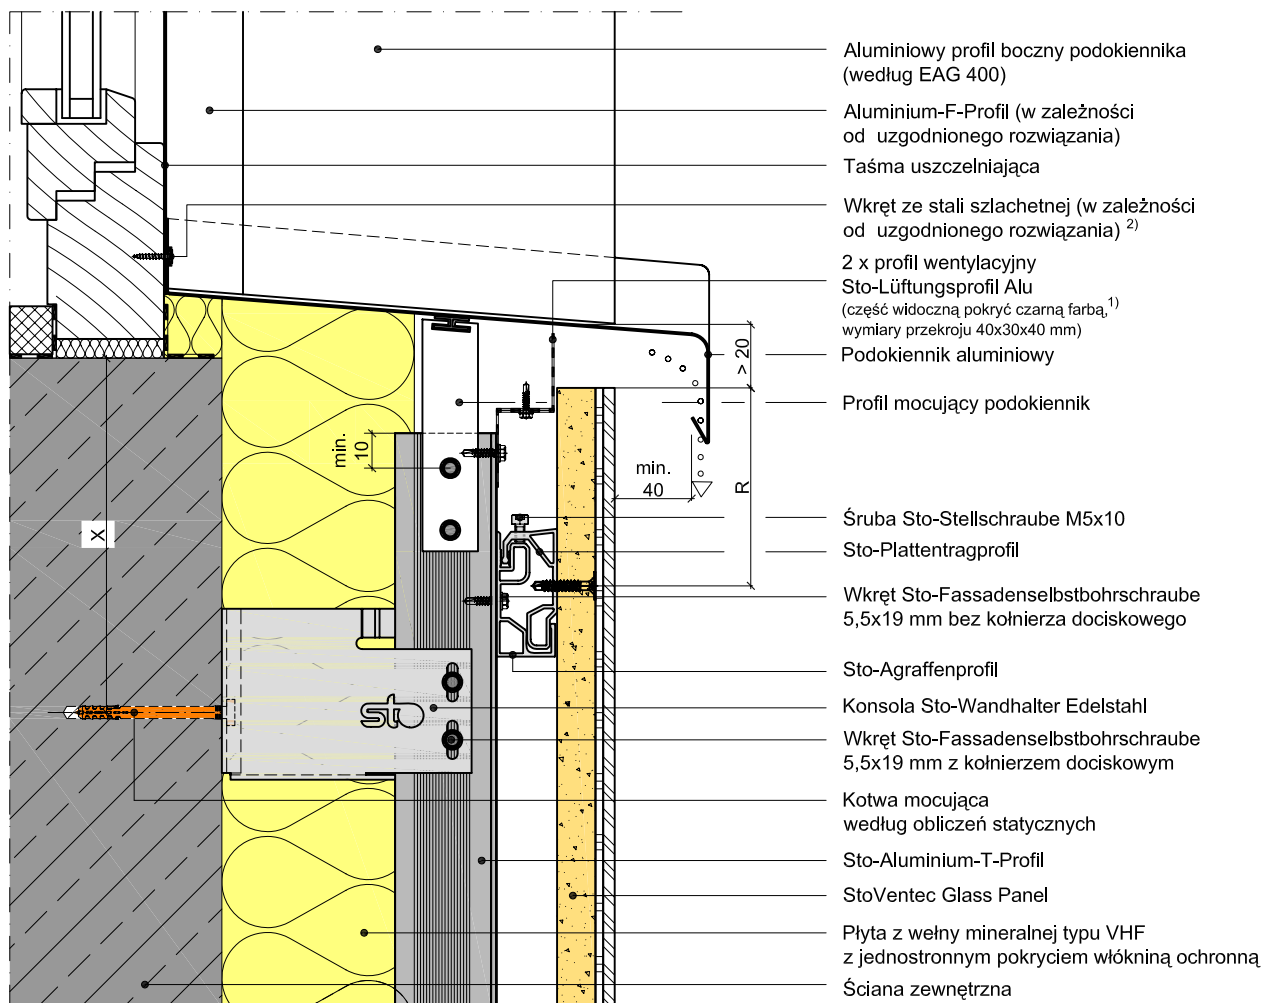 Aluminiowy profil boczny podokiennika
(według EAG 400)
Aluminium-F-Profil (w zależności
od uzgodnionego rozwiązania)
Taśma uszczelniająca
Wkręt ze stali szlachetnej (w zależności
od uzgodnionego rozwiązania) 2)
2 x profil wentylacyjny
Sto-Lüftungsprofil Alu
(część widoczną pokryć czarną farbą,1)
wymiary przekroju 40x30x40 mm)
Podokiennik aluminiowy
> 20
Profil mocujący podokiennik
min.
10
min.
40
R
X
Śruba Sto-Stellschraube M5x10
Sto-Plattentragprofil
Wkręt Sto-Fassadenselbstbohrschraube
5,5x19 mm bez kołnierza dociskowego
Sto-Agraffenprofil
sto
Konsola Sto-Wandhalter Edelstahl
Wkręt Sto-Fassadenselbstbohrschraube
5,5x19 mm z kołnierzem dociskowym
Kotwa mocująca
według obliczeń statycznych
Sto-Aluminium-T-Profil
StoVentec Glass Panel
Płyta z wełny mineralnej typu VHF
z jednostronnym pokryciem włókniną ochronną
Ściana zewnętrzna